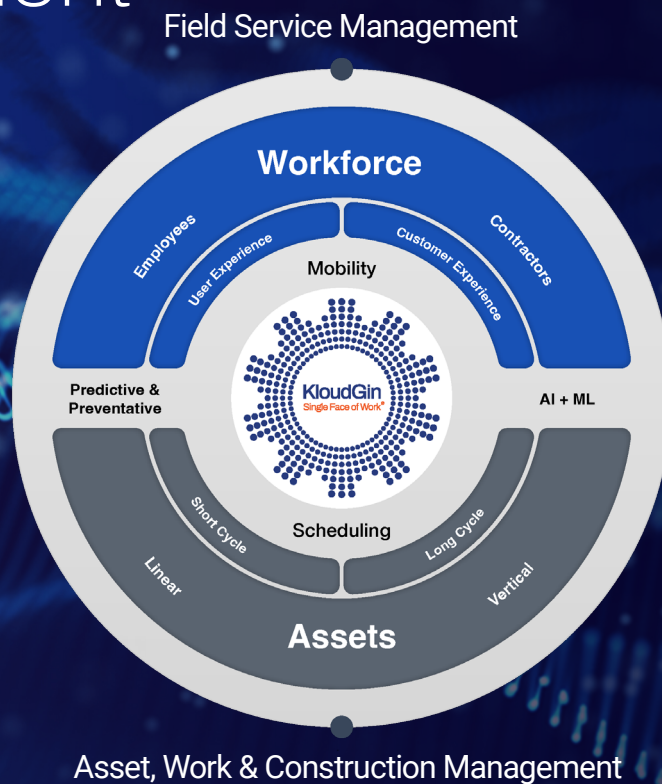 Field Service Management
Workforce
Employees
Contractors
User Experience
Customer Experience
Mobility
Predictive &
Preventative
KloudGin
Single Face of Work®
AI + ML
Scheduling
Short Cycle
Long Cycle
Linear
Vertical
Assets
Asset, Work & Construction Management